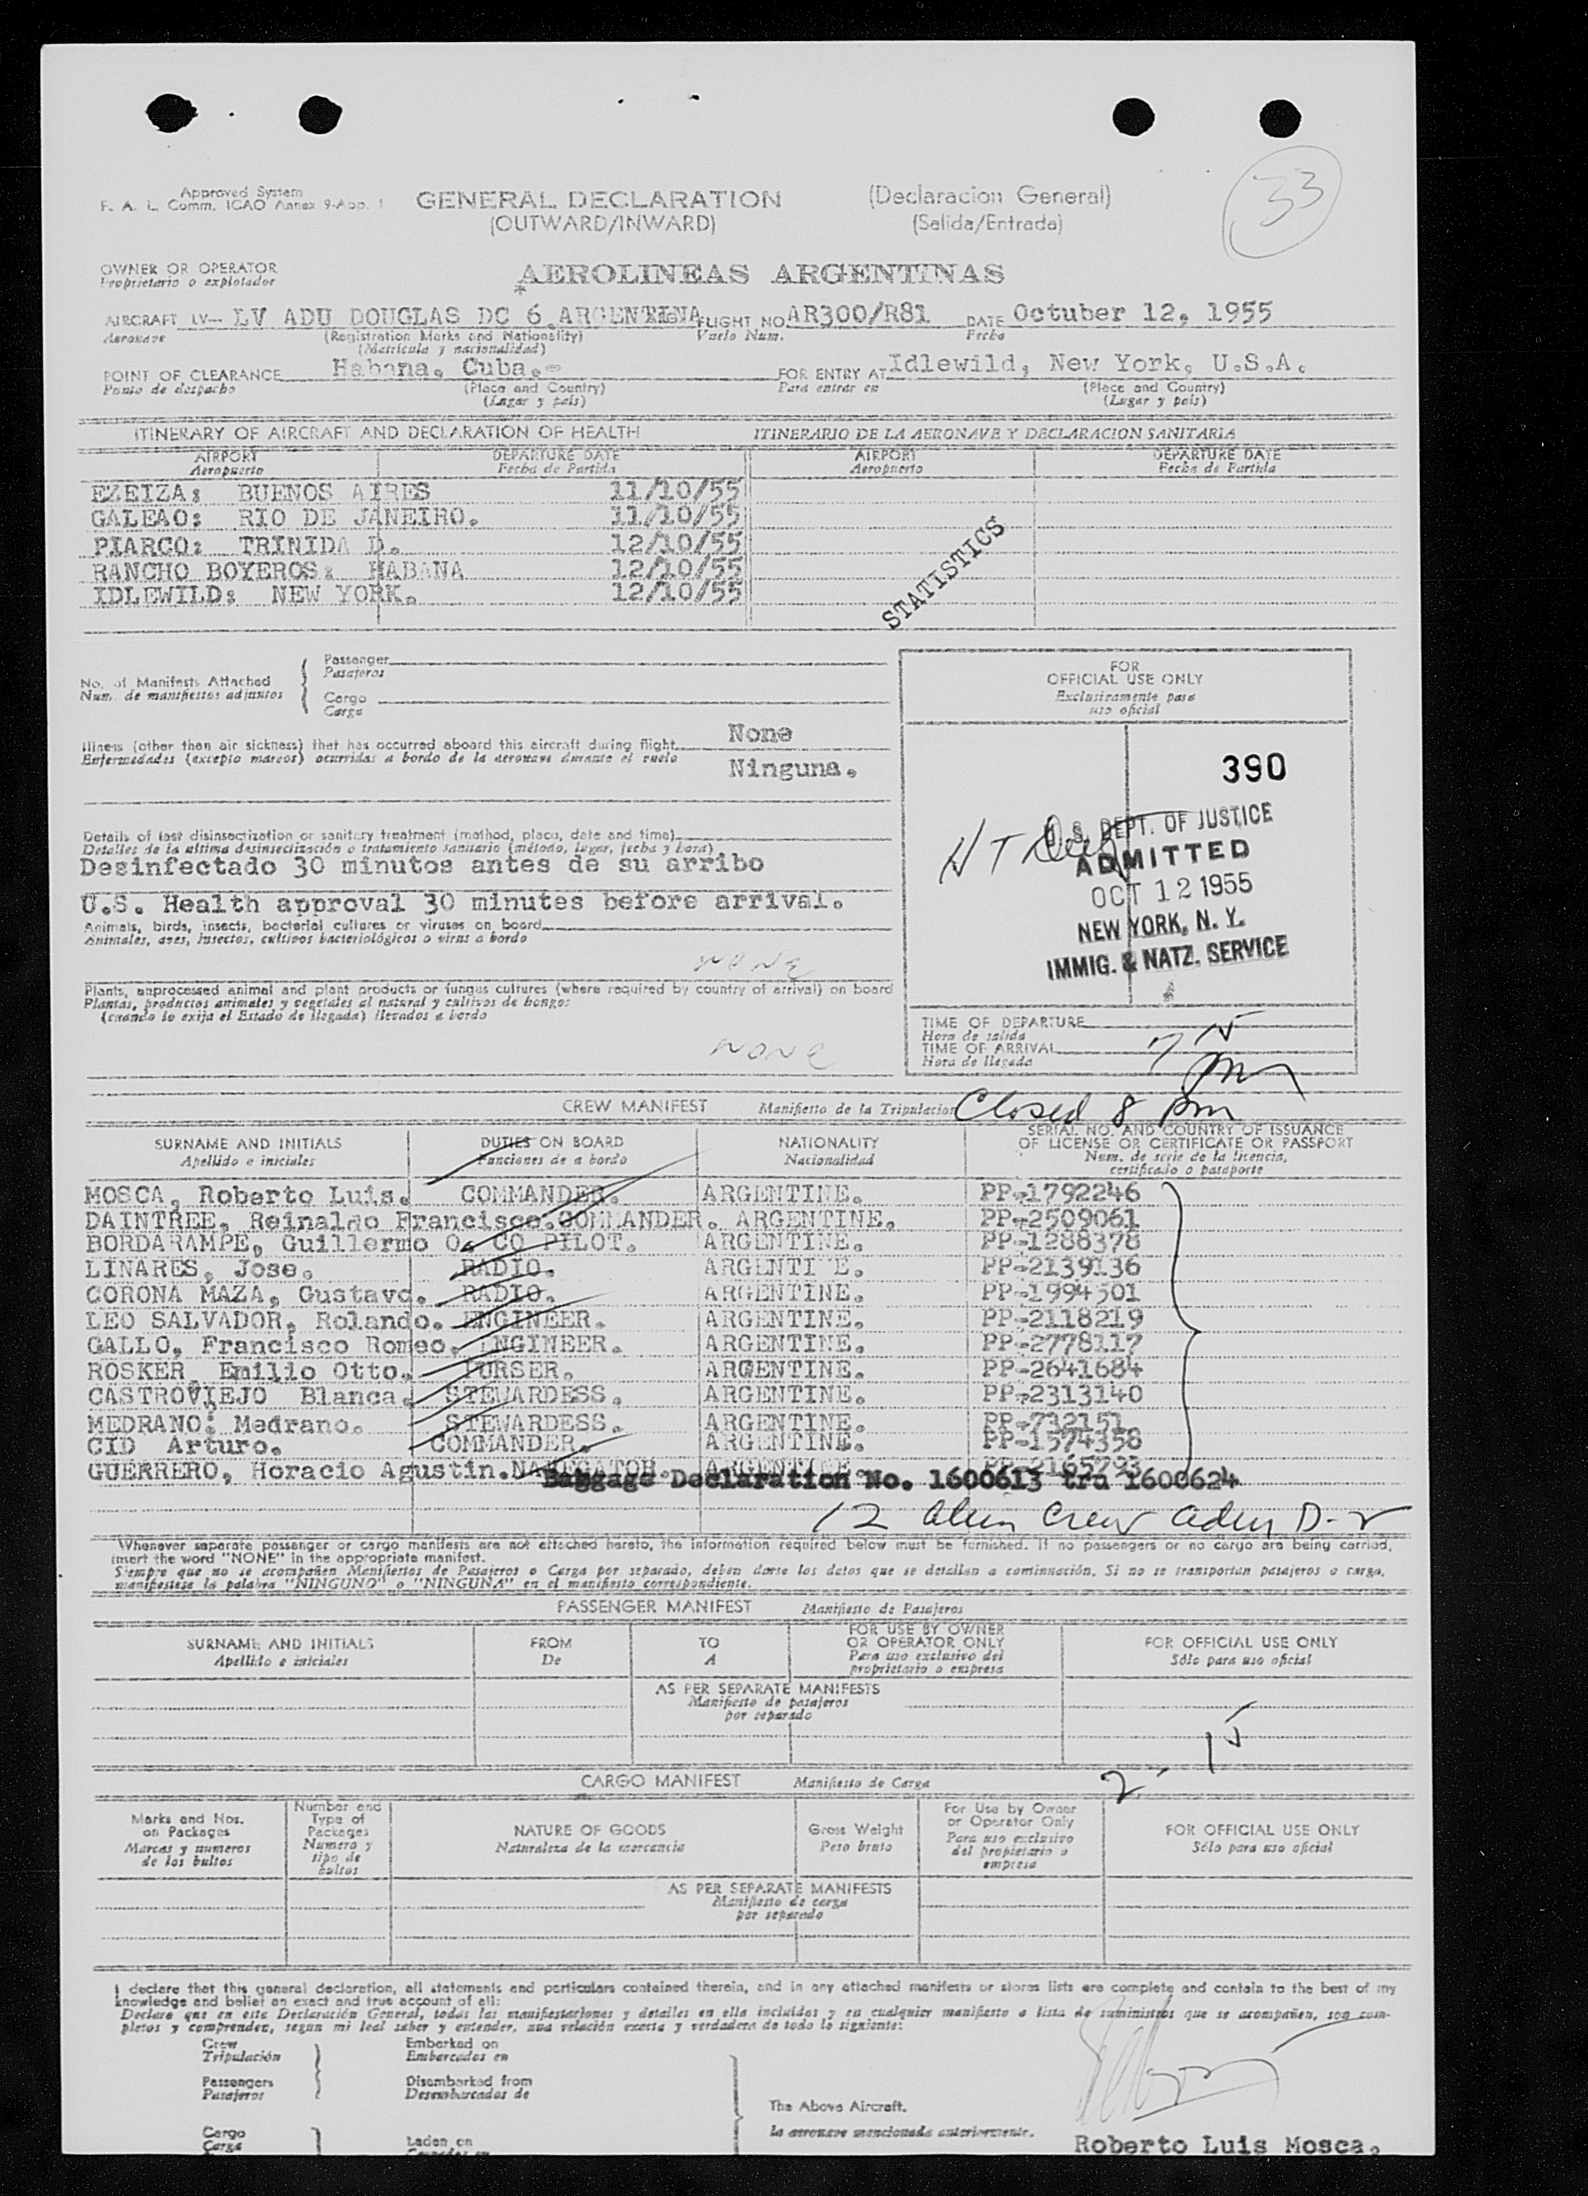 33
Approved System
F. A. L. Comm. ICAO Annex 9-App. 1
GENERAL DECLARATION (Declaracion General)
(OUTWARD/INWARD) (Salida/Entrada)
OWNER OR OPERATOR
Proprietario o explotador
AEROLINEAS ARGENTINAS
*
AIRCRAFT LV— LV ADU DOUGLAS DC 6 ARGENTINA FLIGHT NO AR300/R81 DATE Octuber 12, 1955
Aeronave (Registration Marks and Nationality) Vuelo Num. Fecha
(Matricula y nacionalidad)
POINT OF CLEARANCE Habana, Cuba. FOR ENTRY AT Idlewild, New York, U.S.A.
Punto de despacho (Place and Country) Para entrar en (Place and Country)
(Lugar y pais) (Lugar y pais)
ITINERARY OF AIRCRAFT AND DECLARATION OF HEALTH ITINERARIO DE LA AERONAVE Y DECLARACION SANITARIA
AIRPORT DEPARTURE DATE AIRPORT DEPARTURE DATE
Aeropuerto Fecha de Partida Aeropuerto Fecha de Partida
EZEIZA: BUENOS AIRES 11/10/55
GALEAO: RIO DE JANEIRO. 11/10/55
PIARCO: TRINIDA D. 12/10/55
RANCHO BOYEROS: HABANA 12/10/55
IDLEWILD: NEW YORK. 12/10/55
STATISTICS
No. of Manifests Attached
Num. de manifiestos adjuntos
Passenger
Pasajeros
Cargo
Carga
FOR
OFFICIAL USE ONLY
Exclusivamente para
uso oficial
Illness (other than air sickness) that has occurred aboard this aircraft during flight None
Enfermedades (excepto mareos) ocurridas a bordo de la aeronave durante el vuelo Ninguna.
390
U.S. DEPT. OF JUSTICE
ADMITTED
OCT 12 1955
NEW YORK, N. Y.
IMMIG. & NATZ. SERVICE
Details of last disinsectization or sanitary treatment (method, place, date and time)
Detalles de la ultima desinsectización o tratamiento sanitario (método, lugar, fecha y hora)
Desinfectado 30 minutos antes de su arribo
U.S. Health approval 30 minutes before arrival.
Animals, birds, insects, bacterial cultures or viruses on board
Animales, aves, insectos, cultivos bacteriológicos o virus a bordo
none
Plants, unprocessed animal and plant products or fungus cultures (where required by country of arrival) on board
Plantas, productos animales y vegetales al natural y cultivos de hongos:
(cuando lo exija el Estado de llegada) llevados a bordo
none
TIME OF DEPARTURE
Hora de salida
TIME OF ARRIVAL 7 15 pm
Hora de llegada
CREW MANIFEST Manifiesto de la Tripulacion Closed 8 pm
SURNAME AND INITIALS DUTIES ON BOARD NATIONALITY SERIAL NO. AND COUNTRY OF ISSUANCE
OF LICENSE OR CERTIFICATE OR PASSPORT
Apellido e iniciales Funciones de a bordo Nacionalidad Num. de serie de la licencia,
certificado o pasaporte
MOSCA, Roberto Luis. COMMANDER. ARGENTINE. PP-1792246
DAINTREE, Reinaldo Francisco. COMMANDER. ARGENTINE. PP-2509061
BORDARAMPE, Guillermo O. CO PILOT. ARGENTINE. PP-1288378
LINARES, Jose. RADIO. ARGENTINE. PP-2139136
CORONA MAZA, Gustavo. RADIO. ARGENTINE. PP-1994501
LEO SALVADOR, Rolando. ENGINEER. ARGENTINE. PP-2118219
GALLO, Francisco Romeo. ENGINEER. ARGENTINE. PP-2778117
ROSKER, Emilio Otto. PURSER. ARGENTINE. PP-2641684
CASTROVIEJO Blanca. STEWARDESS. ARGENTINE. PP-2313140
MEDRANO: Medrano. STEWARDESS. ARGENTINE. PP-732151
CID Arturo. COMMANDER. ARGENTINE. PP-1574358
GUERRERO, Horacio Agustin. NAVEGATOR. ARGENTINE. PP-2165293
Baggage Declaration No. 1600613 tru 1600624
12 alien crew adm D-2
Whenever separate passenger or cargo manifests are not attached hereto, the information required below must be furnished. If no passengers or no cargo are being carried,
insert the word "NONE" in the appropriate manifest.
Siempre que no se acompañen Manifiestos de Pasajeros o Carga por separado, deben darse los datos que se detallan a continuación. Si no se transportan pasajeros o carga,
manifiestese la palabra "NINGUNO" o "NINGUNA" en el manifiesto correspondiente.
PASSENGER MANIFEST Manifiesto de Pasajeros
SURNAME AND INITIALS FROM TO FOR USE BY OWNER
OR OPERATOR ONLY FOR OFFICIAL USE ONLY
Apellido e iniciales De A Para uso exclusivo del
propietario o empresa Sólo para uso oficial
AS PER SEPARATE MANIFESTS
Manifiesto de pasajeros
por separado
15
2
CARGO MANIFEST Manifiesto de Carga
Marks and Nos.
on Packages
Marcas y numeros
de los bultos
Number and
Type of
Packages
Numero y
tipo de
bultos
NATURE OF GOODS
Naturaleza de la mercancia
Gross Weight
Peso bruto
For Use by Owner
or Operator Only
Para uso exclusivo
del propietario o
empresa
FOR OFFICIAL USE ONLY
Sólo para uso oficial
AS PER SEPARATE MANIFESTS
Manifiesto de carga
por separado
I declare that this general declaration, all statements and particulars contained therein, and in any attached manifests or stores lists are complete and contain to the best of my
knowledge and belief an exact and true account of all:
Declaro que en esta Declaración General, todas las manifestaciones y detalles en ella incluidos y en cualquier manifiesto o lista de suministros que se acompañen, son com-
pletos y comprenden, segun mi leal saber y entender, una relación exacta y verdadera de todo lo siguiente:
Crew
Tripulación
Embarked on
Embarcados en
Passengers
Pasajeros
Disembarked from
Desembarcados de
The Above Aircraft.
la aeronave mencionada anteriormente.
Cargo
Carga
Laden on
Roberto Luis Mosca.